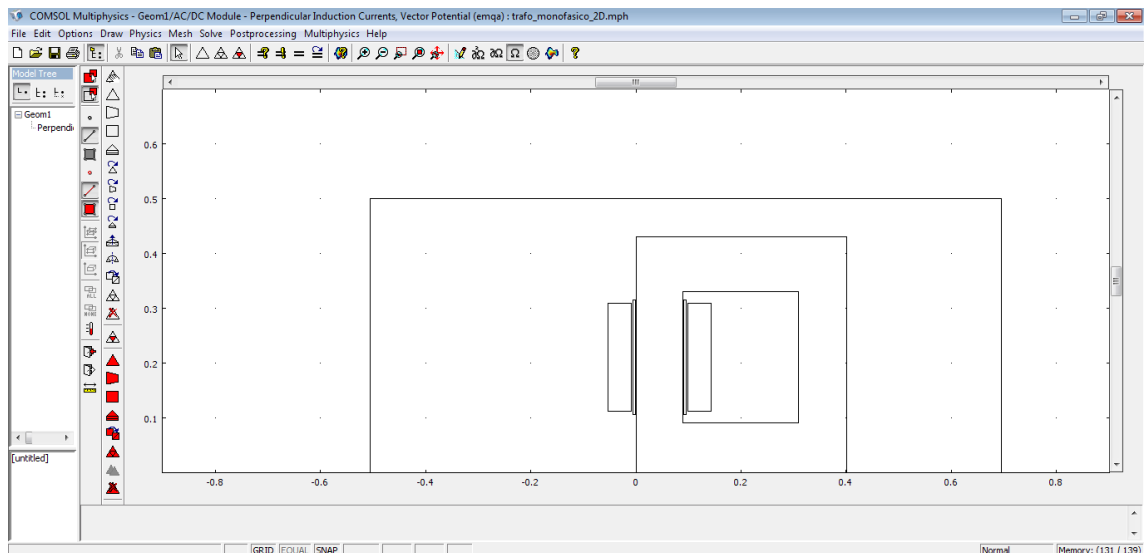 COMSOL Multiphysics - Geom1/AC/DC Module - Perpendicular Induction Currents, Vector Potential (emqa) : trafo_monofasico_2D.mph
File Edit Options Draw Physics Mesh Solve Postprocessing Multiphysics Help
Model Tree
Geom1
Perpendi
0.6
0.5
0.4
0.3
0.2
0.1
-0.8 -0.6 -0.4 -0.2 0 0.2 0.4 0.6 0.8
[untitled]
GRID EQUAL SNAP Normal Memory: (131 / 139)